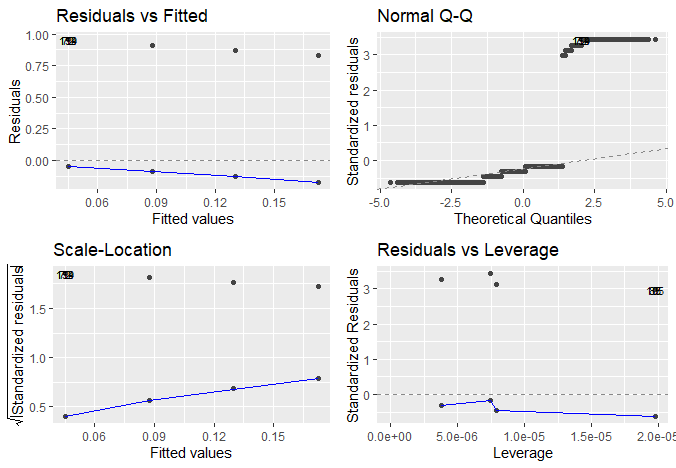 Residuals vs Fitted
Residuals
1.00
0.75
0.50
0.25
0.00
0.06
0.09
0.12
0.15
Fitted values
Normal Q-Q
Standardized residuals
3
2
1
0
-5.0
-2.5
0.0
2.5
5.0
Theoretical Quantiles
Scale-Location
√|Standardized residuals|
1.5
1.0
0.5
0.06
0.09
0.12
0.15
Fitted values
Residuals vs Leverage
Standardized Residuals
3
2
1
0
0.0e+00
5.0e-06
1.0e-05
1.5e-05
2.0e-05
Leverage